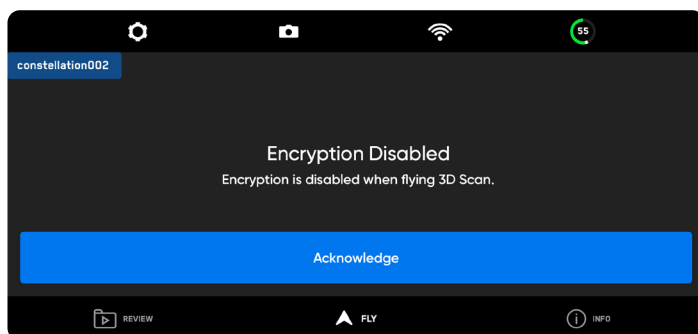 55
constellation002
Encryption Disabled
Encryption is disabled when flying 3D Scan.
Acknowledge
REVIEW
FLY
INFO